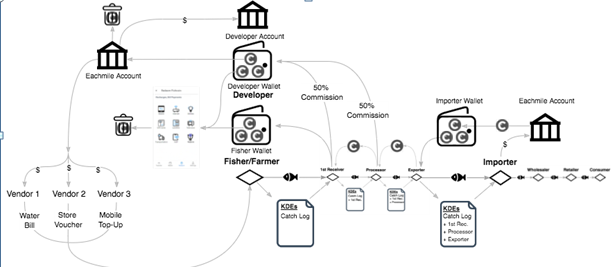 $
Developer Account
Eachmile Account
Developer Wallet
Developer
50%
Commission
50%
Commission
Importer Wallet
Eachmile Account
C
C
C
C
C
C
C
C
C
C
$
Fisher Wallet
Fisher/Farmer
1st Receiver
Processor
Exporter
Importer
Wholesaler
Retailer
Consumer
$
$
$
Vendor 1
Vendor 2
Vendor 3
Water
Bill
Store
Voucher
Mobile
Top-Up
KDEs
Catch Log
KDEs
Catch Log
+ 1st Rec.
KDEs
Catch Log
+ 1st Rec.
+ Processor
KDEs
Catch Log
+ 1st Rec.
+ Processor
+ Exporter